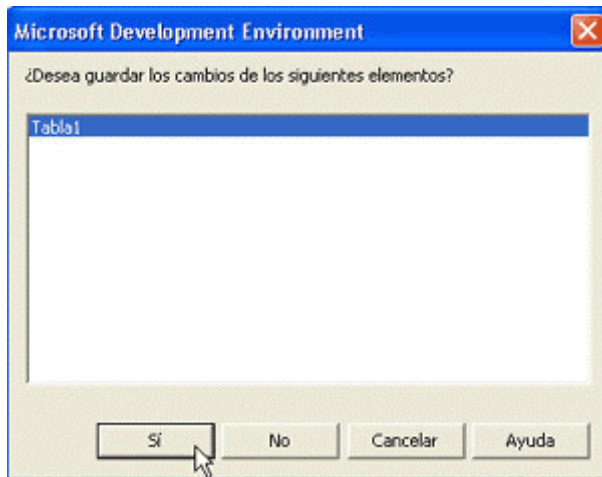 Microsoft Development Environment
¿Desea guardar los cambios de los siguientes elementos?
Tabla1
Sí No Cancelar Ayuda